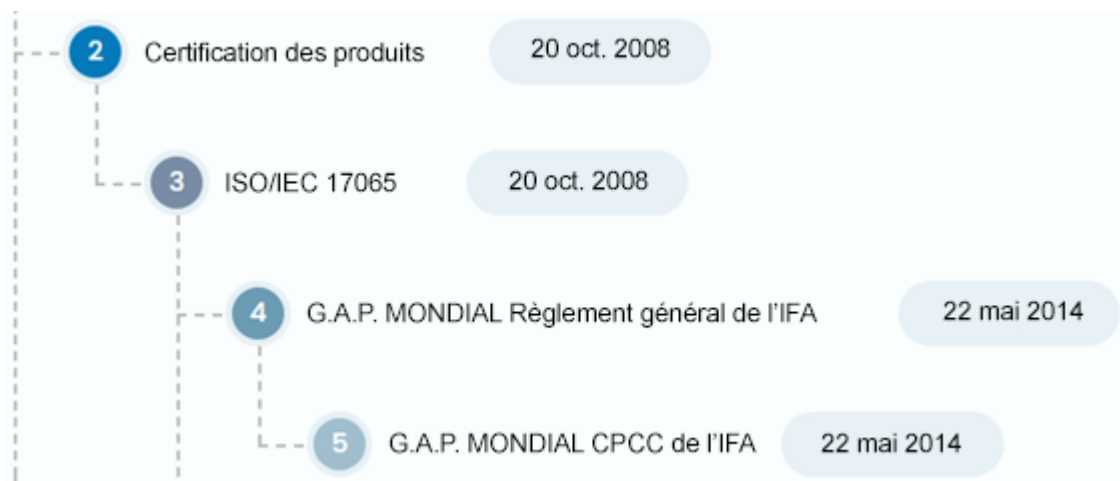 2 Certification des produits 20 oct. 2008
3 ISO/IEC 17065 20 oct. 2008
4 G.A.P. MONDIAL Règlement général de l'IFA 22 mai 2014
5 G.A.P. MONDIAL CPCC de l'IFA 22 mai 2014